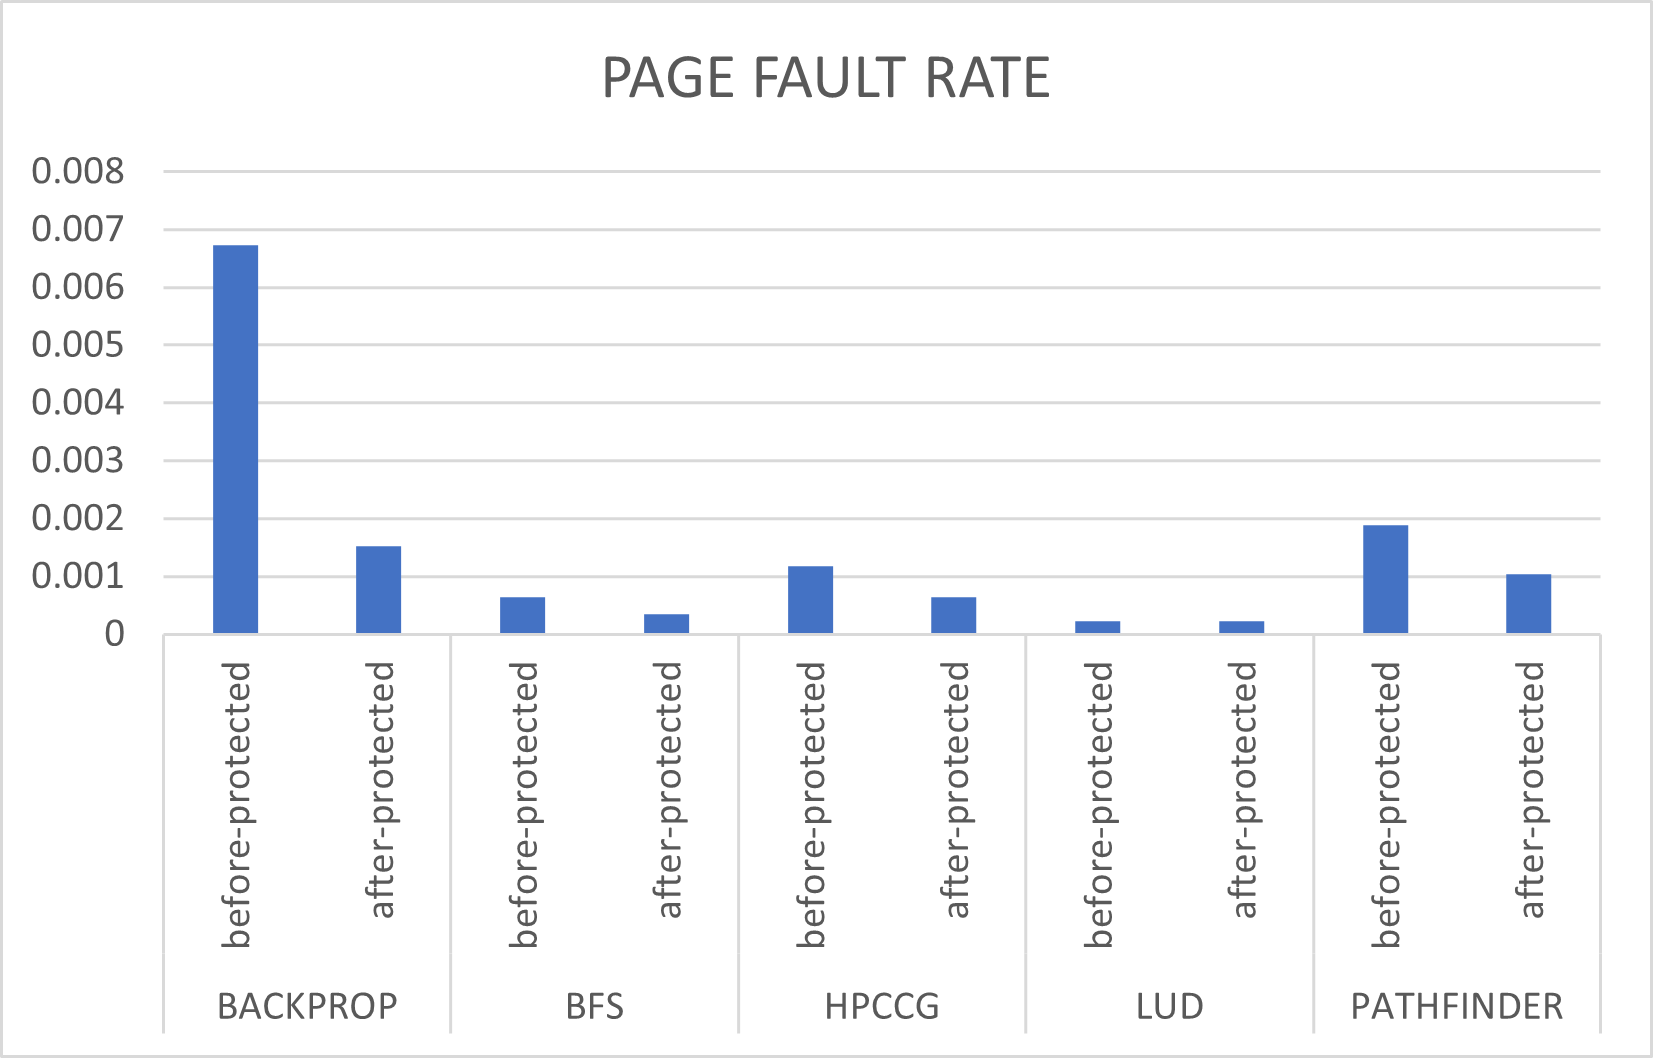 PAGE FAULT RATE
0.008
0.007
0.006
0.005
0.004
0.003
0.002
0.001
0
before-protected
after-protected
before-protected
after-protected
before-protected
after-protected
before-protected
after-protected
before-protected
after-protected
BACKPROP
BFS
HPCCG
LUD
PATHFINDER